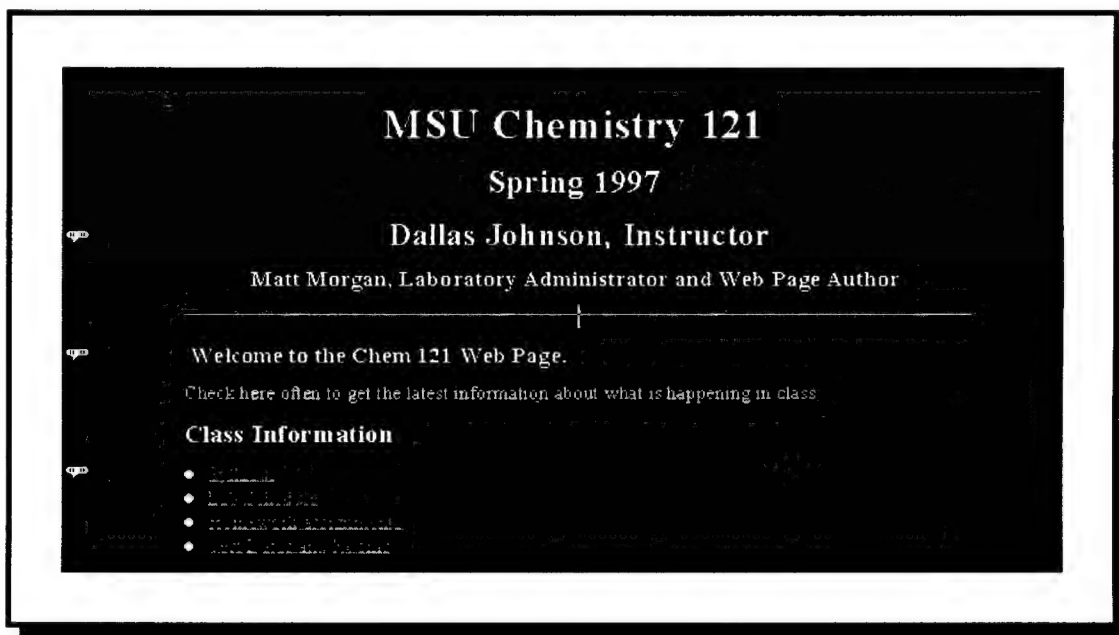 MSU Chemistry 121
Spring 1997
Dallas Johnson, Instructor
Matt Morgan, Laboratory Administrator and Web Page Author
Welcome to the Chem 121 Web Page.
Check here often to get the latest information about what is happening in class
Class Information